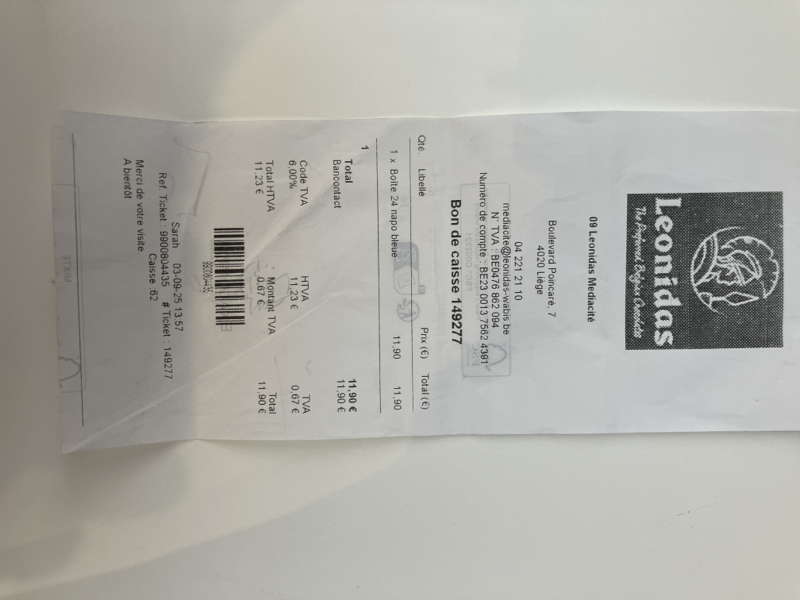 Leonidas
The Preferred Belgian Chocolates
09 Leonidas Mediacité
Boulevard Poincaré, 7
4020 Liège
04 221 21 10
mediacite@leonidas-wabis.be
N° TVA : BE0476 862 094
Numéro de compte : BE23 0013 7562 4391
Bon de caisse 149277
Qté Libellé Prix (€) Total (€)
1 x Boîte 24 napo bleue 11,90 11,90
1
Total 11,90 €
Bancontact 11,90 €
Code TVA HTVA TVA
6,00% 11,23 € 0,67 €
Total HTVA Montant TVA Total
11,23 € 0,67 € 11,90 €
9900804435
Sarah 03-09-25 13:57
Ref. Ticket : 9900804435 # Ticket : 149277
Caisse :62
Merci de votre visite
A bientôt